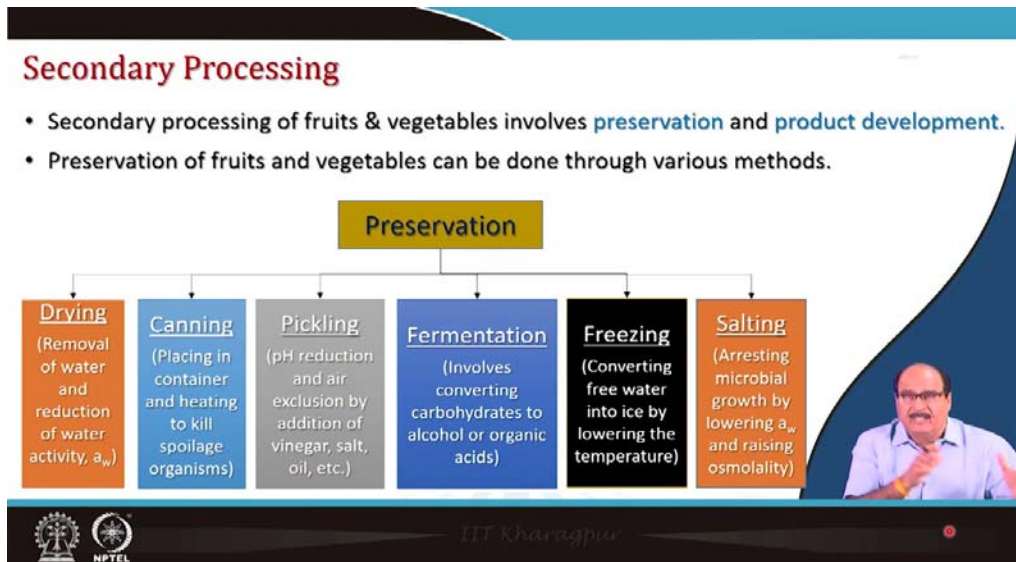 Secondary Processing
• Secondary processing of fruits & vegetables involves preservation and product development.
• Preservation of fruits and vegetables can be done through various methods.
Preservation
Drying
(Removal
of water
and
reduction
of water
activity, aw)
Canning
(Placing in
container
and heating
to kill
spoilage
organisms)
Pickling
(pH reduction
and air
exclusion by
addition of
vinegar, salt,
oil, etc.)
Fermentation
(Involves
converting
carbohydrates to
alcohol or organic
acids)
Freezing
(Converting
free water
into ice by
lowering the
temperature)
Salting
(Arresting
microbial
growth by
lowering aw
and raising
osmolality)
IIT Kharagpur
NPTEL